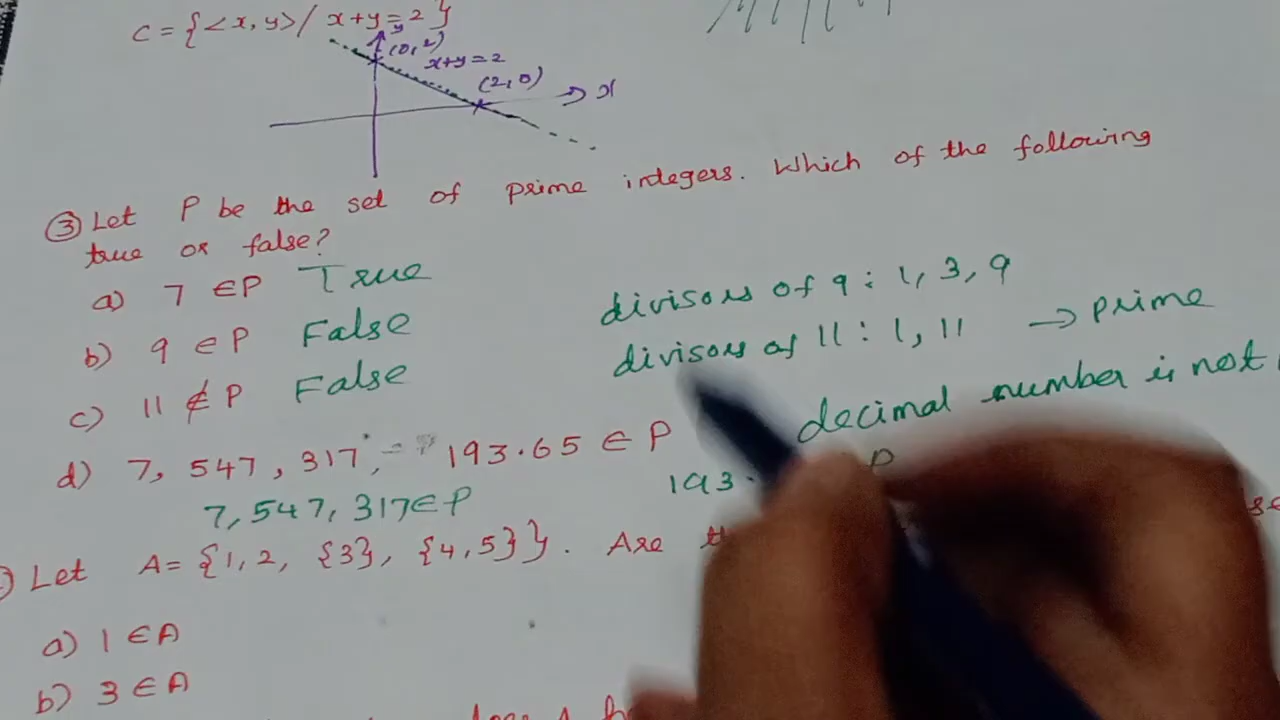 C = {<x, y> / x+y=2}
y
(0, 2)
x+y=2
(2, 0)
x
③ Let P be the set of prime integers. Which of the following
true or false?
a) 7 ∈ P True
divisors of 9 : 1, 3, 9
b) 9 ∈ P False
divisors of 11 : 1, 11 → prime
c) 11 ∉ P False
decimal number is not
d) 7, 547, 317, 193.65 ∈ P
193. P
7, 547, 317 ∈ P
Let A = {1, 2, {3}, {4, 5}}. Are
a) 1 ∈ A
b) 3 ∈ A